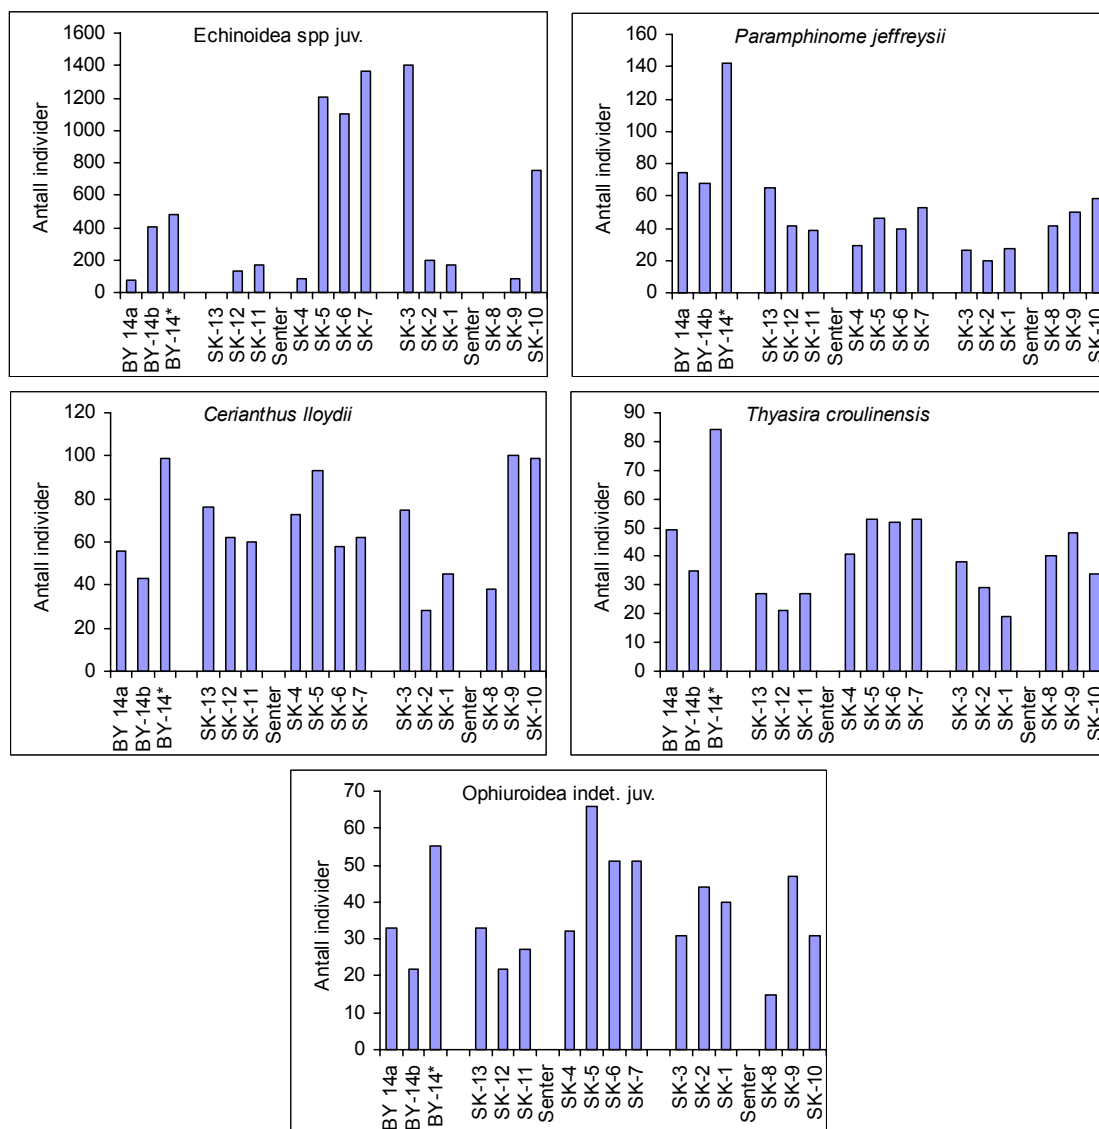 Echinoidea spp juv.
Antall individer
1600
1400
1200
1000
800
600
400
200
0
BY 14a
BY-14b
BY-14*
SK-13
SK-12
SK-11
Senter
SK-4
SK-5
SK-6
SK-7
SK-3
SK-2
SK-1
Senter
SK-8
SK-9
SK-10
Paramphinome jeffreysii
Antall individer
160
140
120
100
80
60
40
20
0
BY 14a
BY-14b
BY-14*
SK-13
SK-12
SK-11
Senter
SK-4
SK-5
SK-6
SK-7
SK-3
SK-2
SK-1
Senter
SK-8
SK-9
SK-10
Cerianthus lloydii
Antall individer
120
100
80
60
40
20
0
BY 14a
BY-14b
BY-14*
SK-13
SK-12
SK-11
Senter
SK-4
SK-5
SK-6
SK-7
SK-3
SK-2
SK-1
Senter
SK-8
SK-9
SK-10
Thyasira croulinensis
Antall individer
90
80
70
60
50
40
30
20
10
0
BY 14a
BY-14b
BY-14*
SK-13
SK-12
SK-11
Senter
SK-4
SK-5
SK-6
SK-7
SK-3
SK-2
SK-1
Senter
SK-8
SK-9
SK-10
Ophiuroidea indet. juv.
Antall individer
70
60
50
40
30
20
10
0
BY 14a
BY-14b
BY-14*
SK-13
SK-12
SK-11
Senter
SK-4
SK-5
SK-6
SK-7
SK-3
SK-2
SK-1
Senter
SK-8
SK-9
SK-10